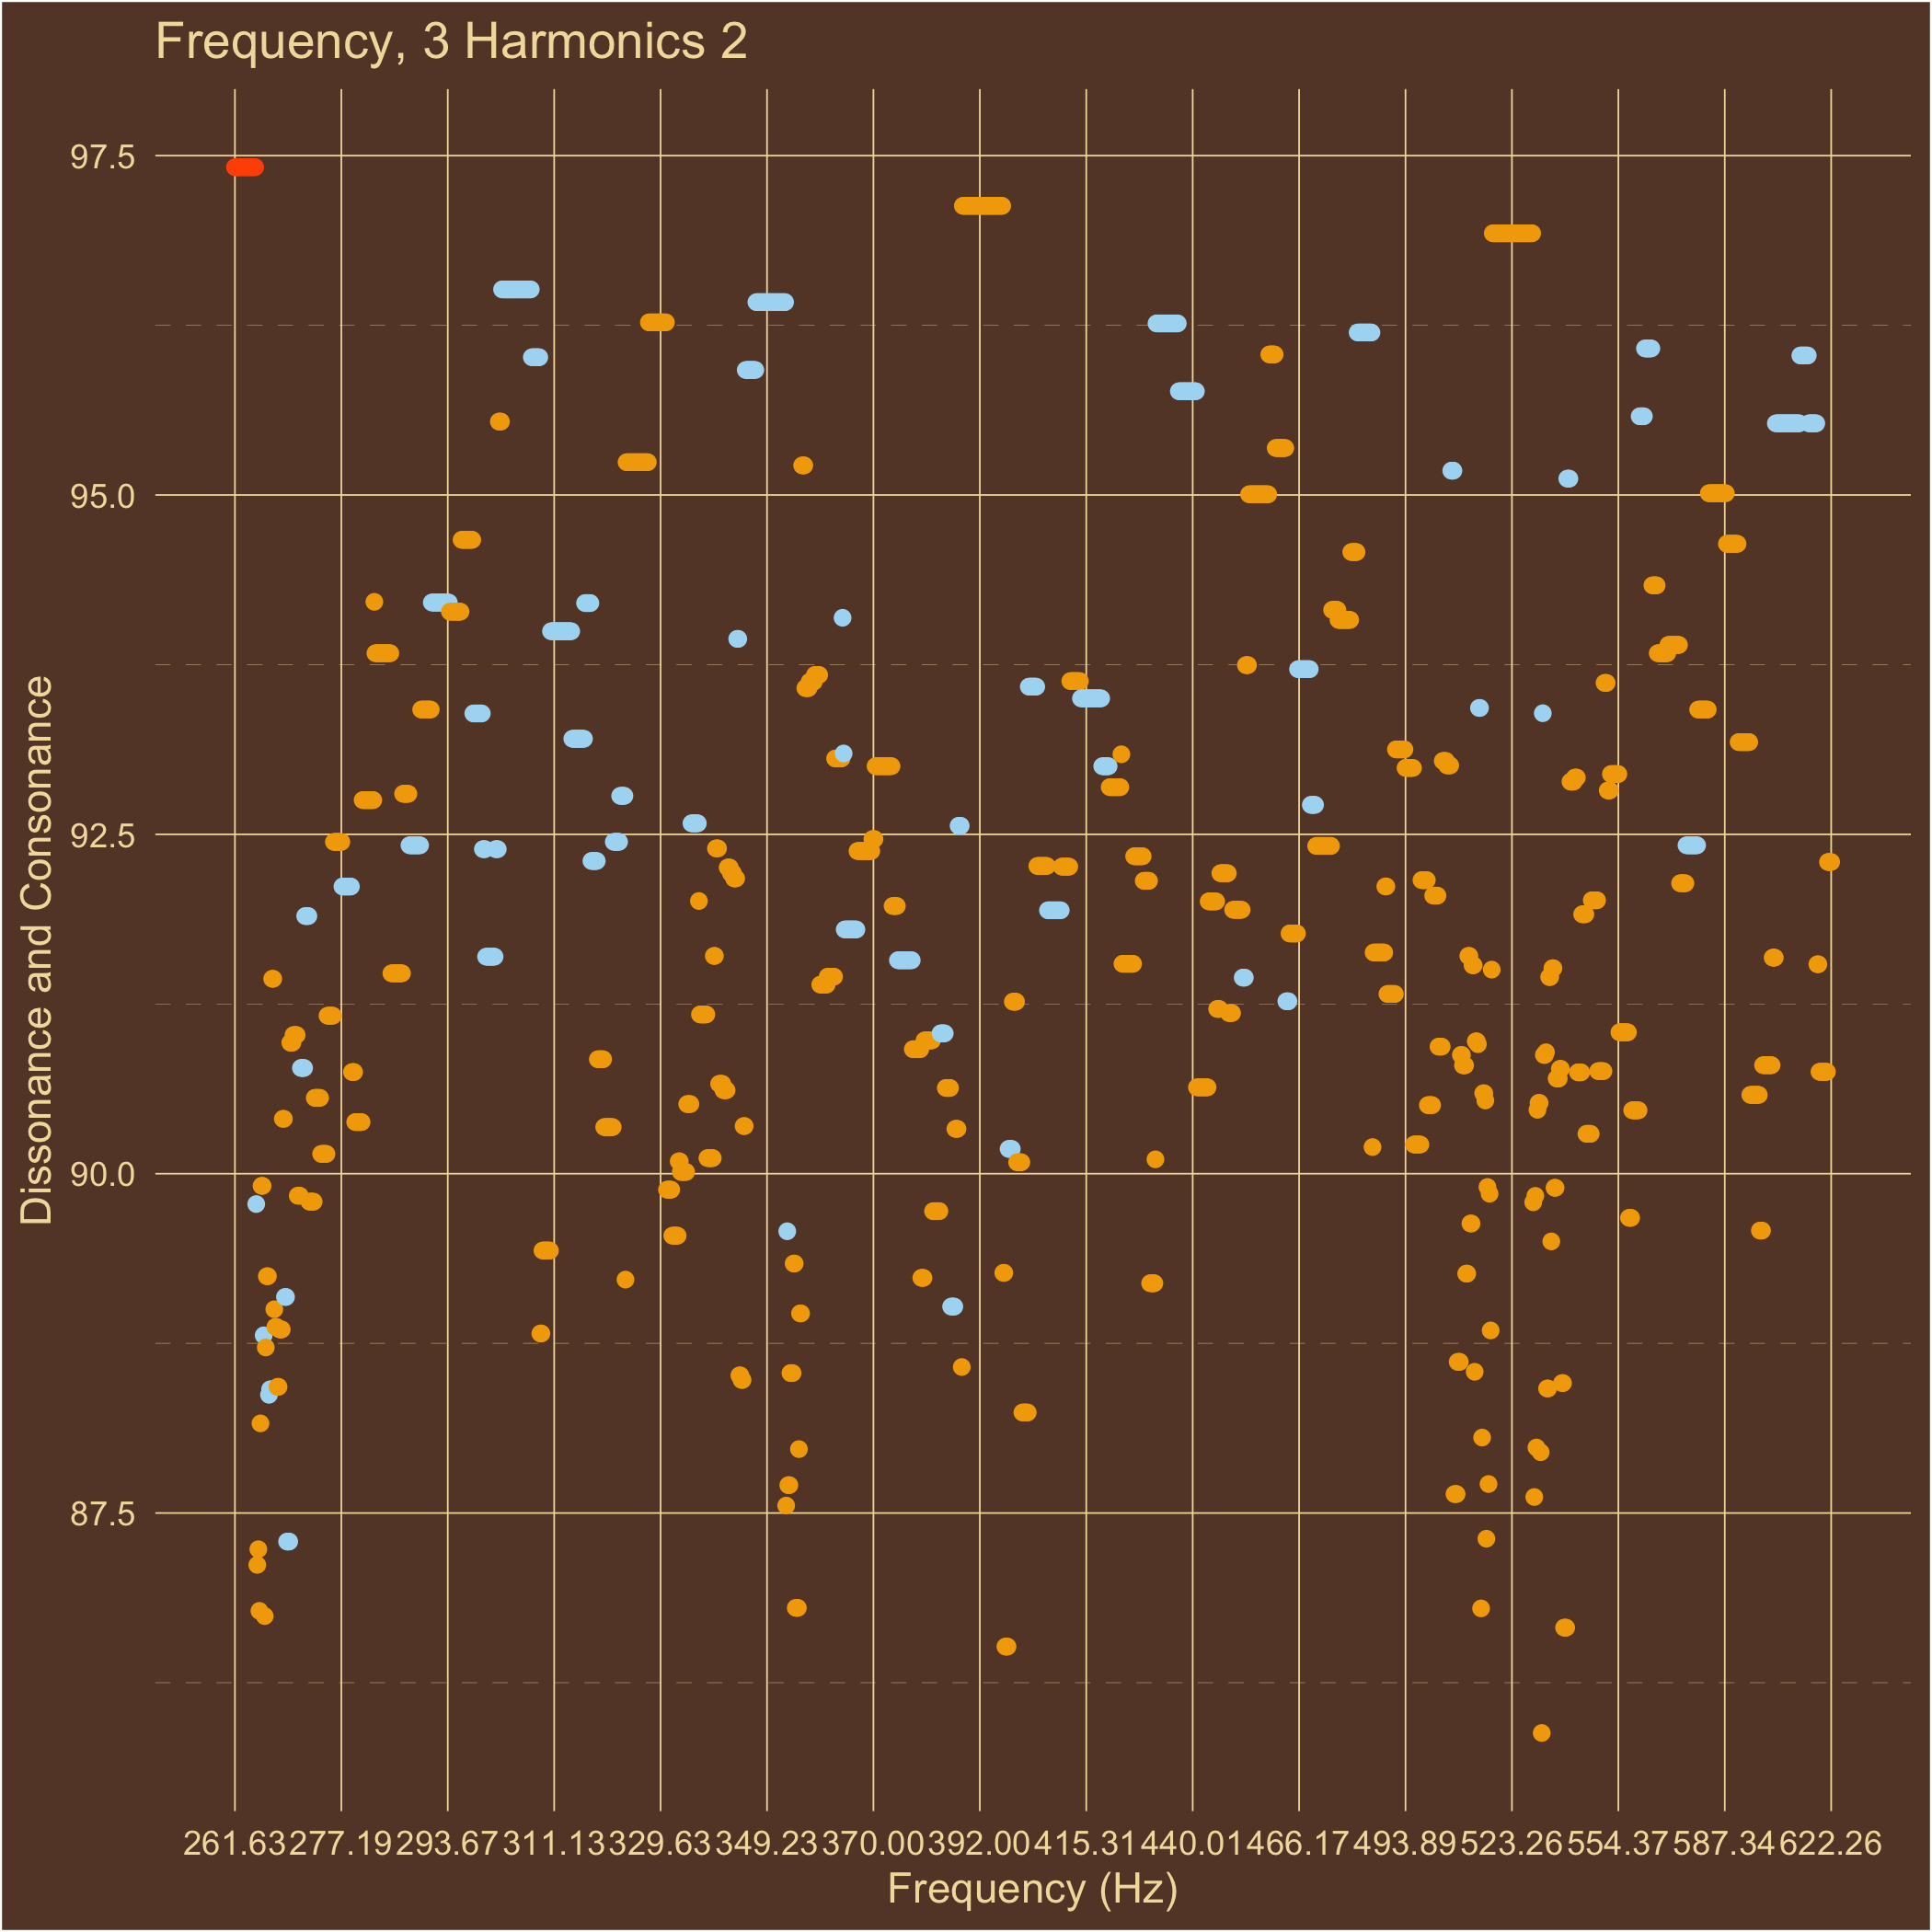 Frequency, 3 Harmonics 2
97.5
95.0
92.5
90.0
87.5
Dissonance and Consonance
261.63 277.19 293.67 311.13 329.63 349.23 370.00 392.00 415.31 440.01 466.17 493.89 523.26 554.37 587.34 622.26
Frequency (Hz)